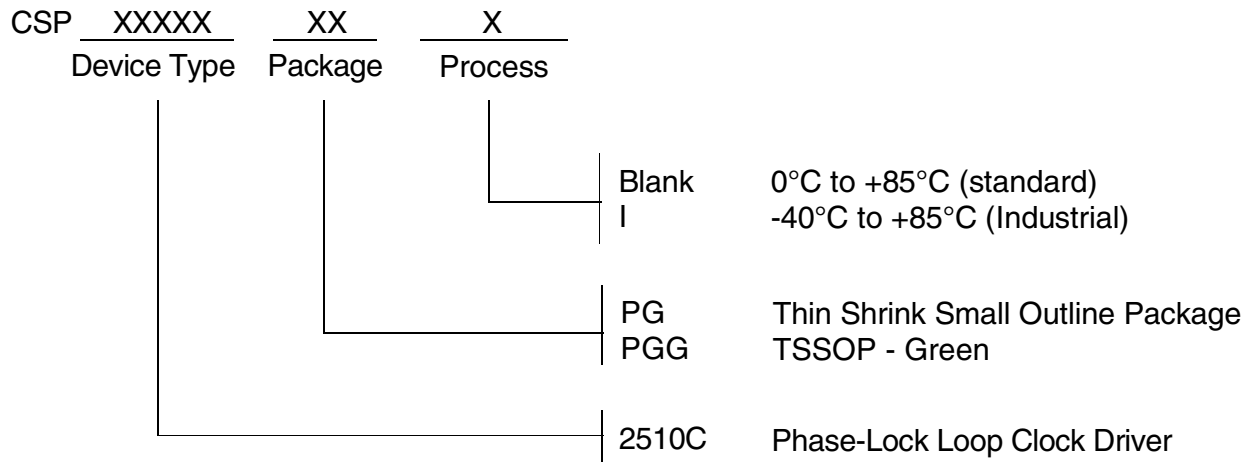 CSP XXXXX XX X
Device Type Package Process
Blank 0°C to +85°C (standard)
I -40°C to +85°C (Industrial)
PG Thin Shrink Small Outline Package
PGG TSSOP - Green
2510C Phase-Lock Loop Clock Driver